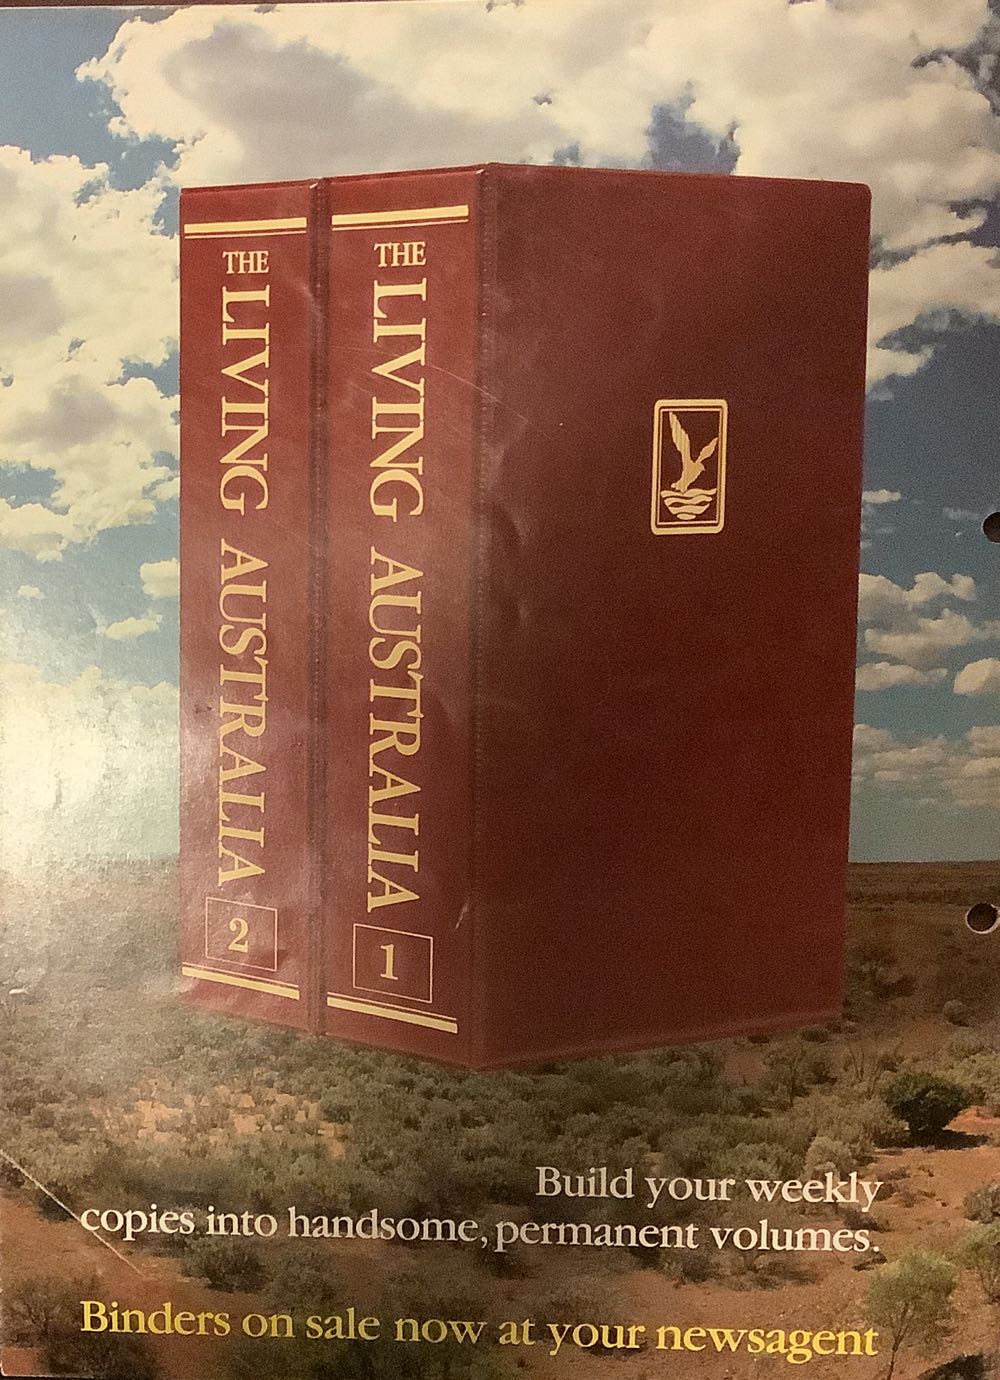 THE LIVING AUSTRALIA
2
THE LIVING AUSTRALIA
1
Build your weekly
copies into handsome, permanent volumes.
Binders on sale now at your newsagent